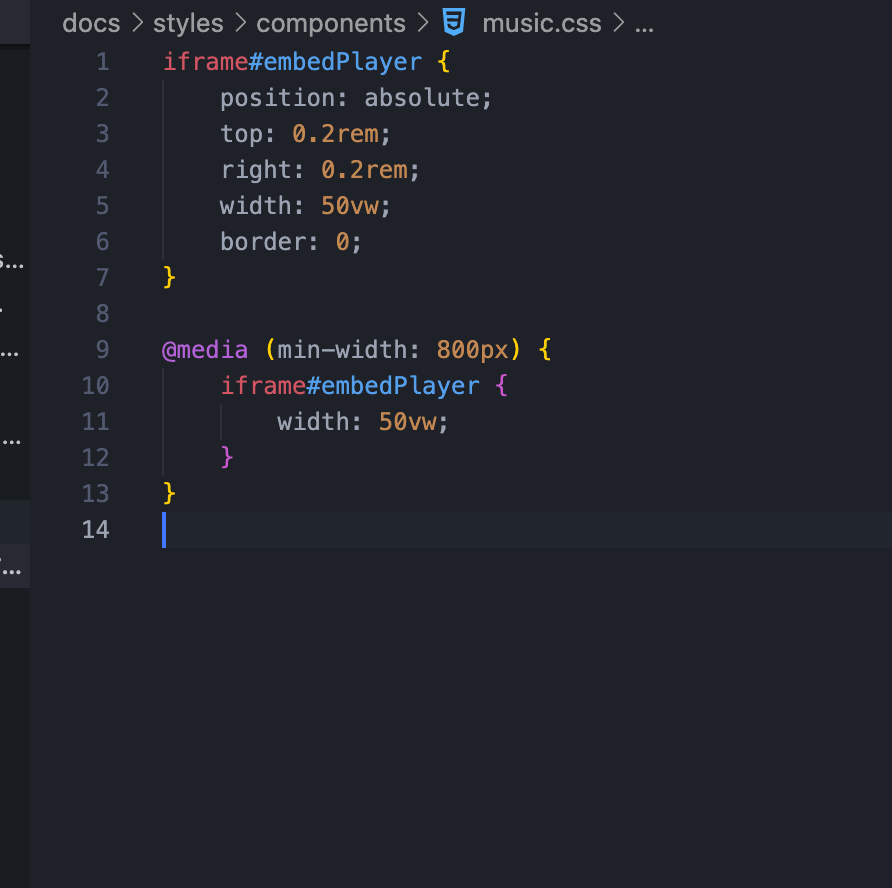 docs > styles > components > music.css > ...
1 iframe#embedPlayer {
2     position: absolute;
3     top: 0.2rem;
4     right: 0.2rem;
5     width: 50vw;
6     border: 0;
7 }
8
9 @media (min-width: 800px) {
10     iframe#embedPlayer {
11         width: 50vw;
12     }
13 }
14
s...
...
...
...